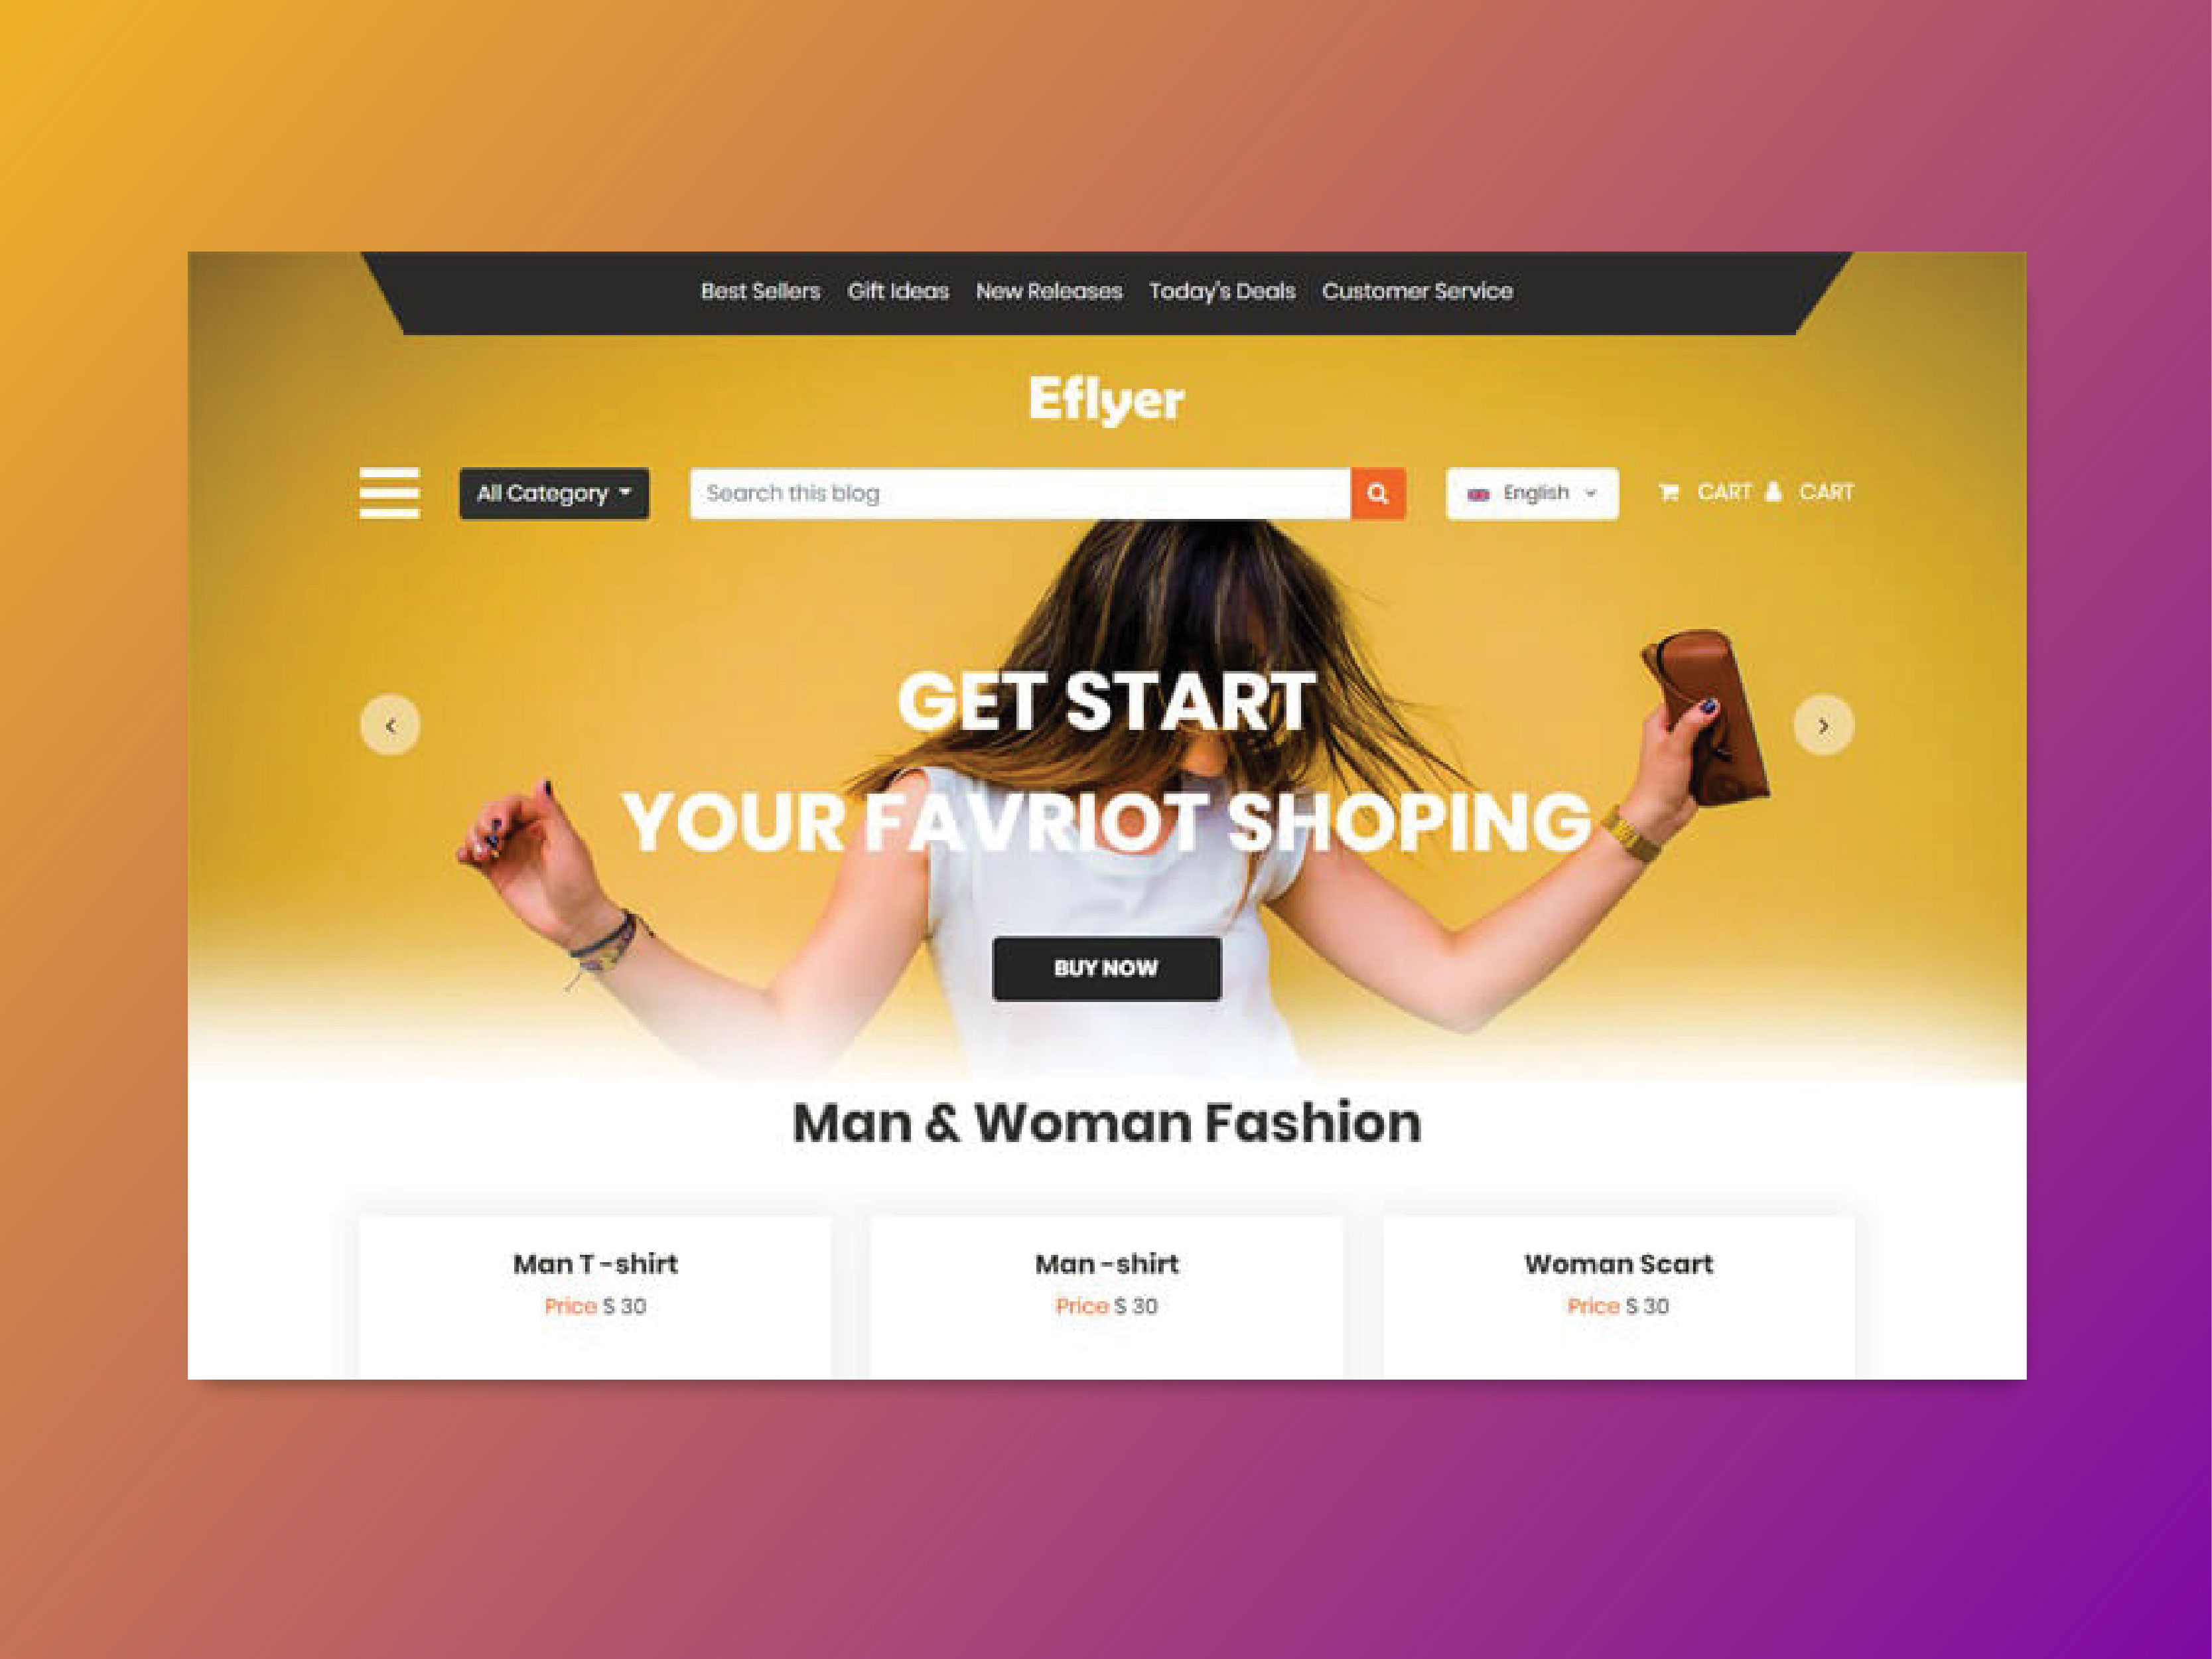 Best Sellers Gift Ideas New Releases Today's Deals Customer Service
Eflyer
All Category Search this blog English CART CART
GET START
YOUR FAVRIOT SHOPING
BUY NOW
Man & Woman Fashion
Man T -shirt Man -shirt Woman Scart
Price $ 30 Price $ 30 Price $ 30